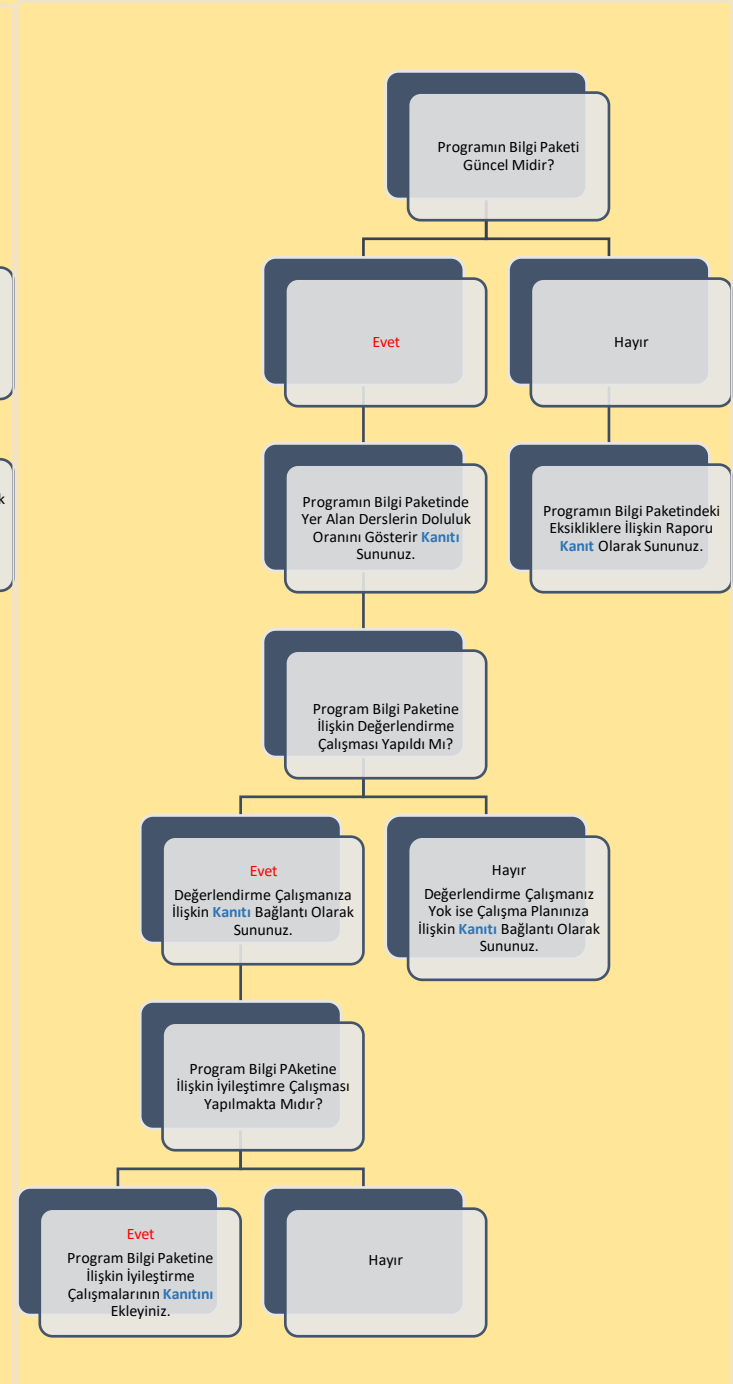 Programın Bilgi Paketi
Güncel Midir?
Evet
Hayır
Programın Bilgi Paketinde
Yer Alan Derslerin Doluluk
Oranını Gösterir Kanıtı
Sununuz.
Programın Bilgi Paketindeki
Eksikliklere İlişkin Raporu
Kanıt Olarak Sununuz.
k
Program Bilgi Paketine
İlişkin Değerlendirme
Çalışması Yapıldı Mı?
Evet
Değerlendirme Çalışmanıza
İlişkin Kanıtı Bağlantı Olarak
Sununuz.
Hayır
Değerlendirme Çalışmanız
Yok ise Çalışma Planınıza
İlişkin Kanıtı Bağlantı Olarak
Sununuz.
Program Bilgi PAketine
İlişkin İyileştimre Çalışması
Yapılmakta Mıdır?
Evet
Program Bilgi Paketine
İlişkin İyileştirme
Çalışmalarının Kanıtını
Ekleyiniz.
Hayır